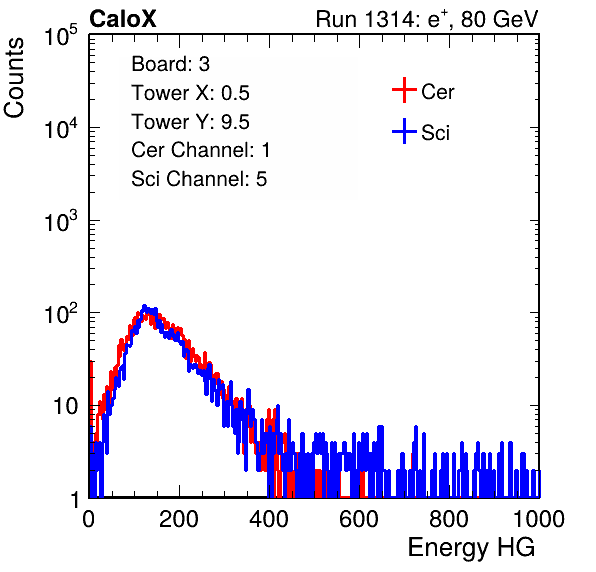 CaloX Run 1314: e⁺, 80 GeV
Board: 3
Tower X: 0.5
Tower Y: 9.5
Cer Channel: 1
Sci Channel: 5
Cer
Sci
Counts
10⁵
10⁴
10³
10²
10
1
0 200 400 600 800 1000
Energy HG